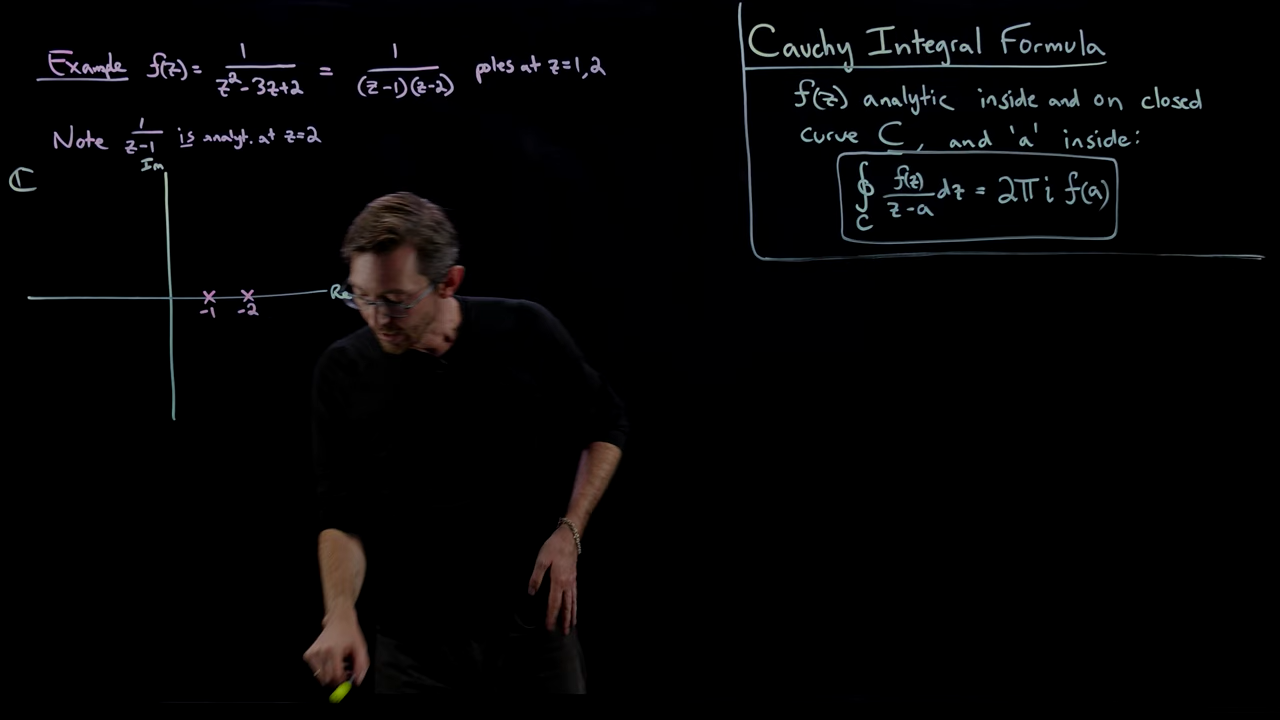 Example f(z) = 1/(z²-3z+2) = 1/((z-1)(z-2)) poles at z=1,2
Note 1/(z-1) is analyt. at z=2
ℂ
Im
Re
-1 -2
Cauchy Integral Formula
f(z) analytic inside and on closed
curve C, and 'a' inside:
∮_C f(z)/(z-a) dz = 2πi f(a)